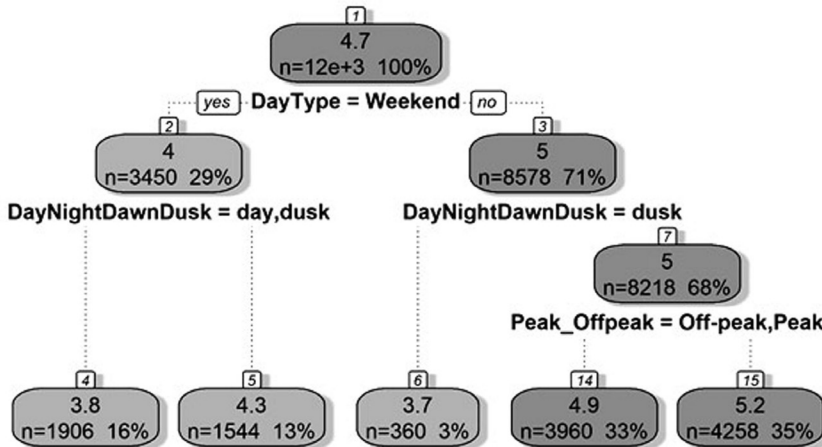 1
4.7
n=12e+3 100%
yes DayType = Weekend no
2
4
n=3450 29%
3
5
n=8578 71%
DayNightDawnDusk = day,dusk
DayNightDawnDusk = dusk
7
5
n=8218 68%
Peak_Offpeak = Off-peak,Peak
4
3.8
n=1906 16%
5
4.3
n=1544 13%
6
3.7
n=360 3%
14
4.9
n=3960 33%
15
5.2
n=4258 35%